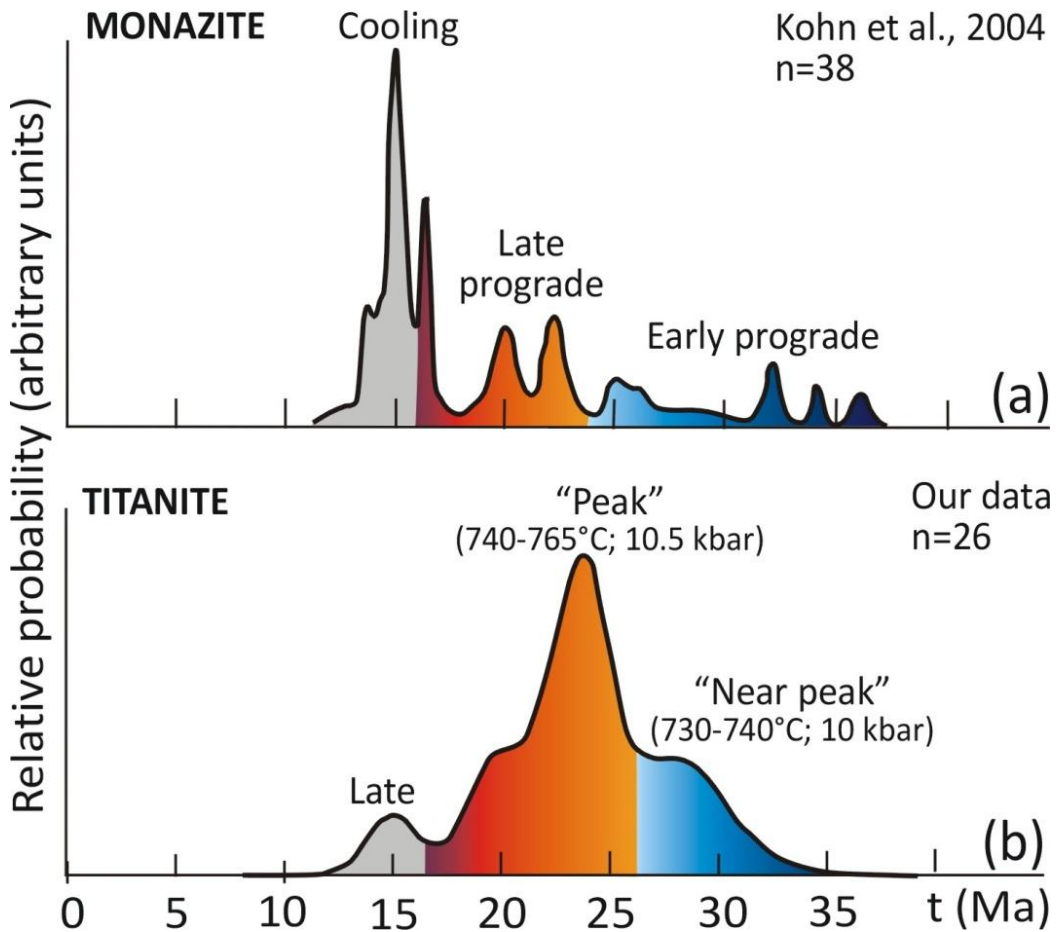 MONAZITE
Cooling
Kohn et al., 2004
n=38
Late
prograde
Early prograde
(a)
Relative probability (arbitrary units)
TITANITE
“Peak”
(740-765°C; 10.5 kbar)
Our data
n=26
“Near peak”
(730-740°C; 10 kbar)
Late
(b)
0 5 10 15 20 25 30 35 t (Ma)